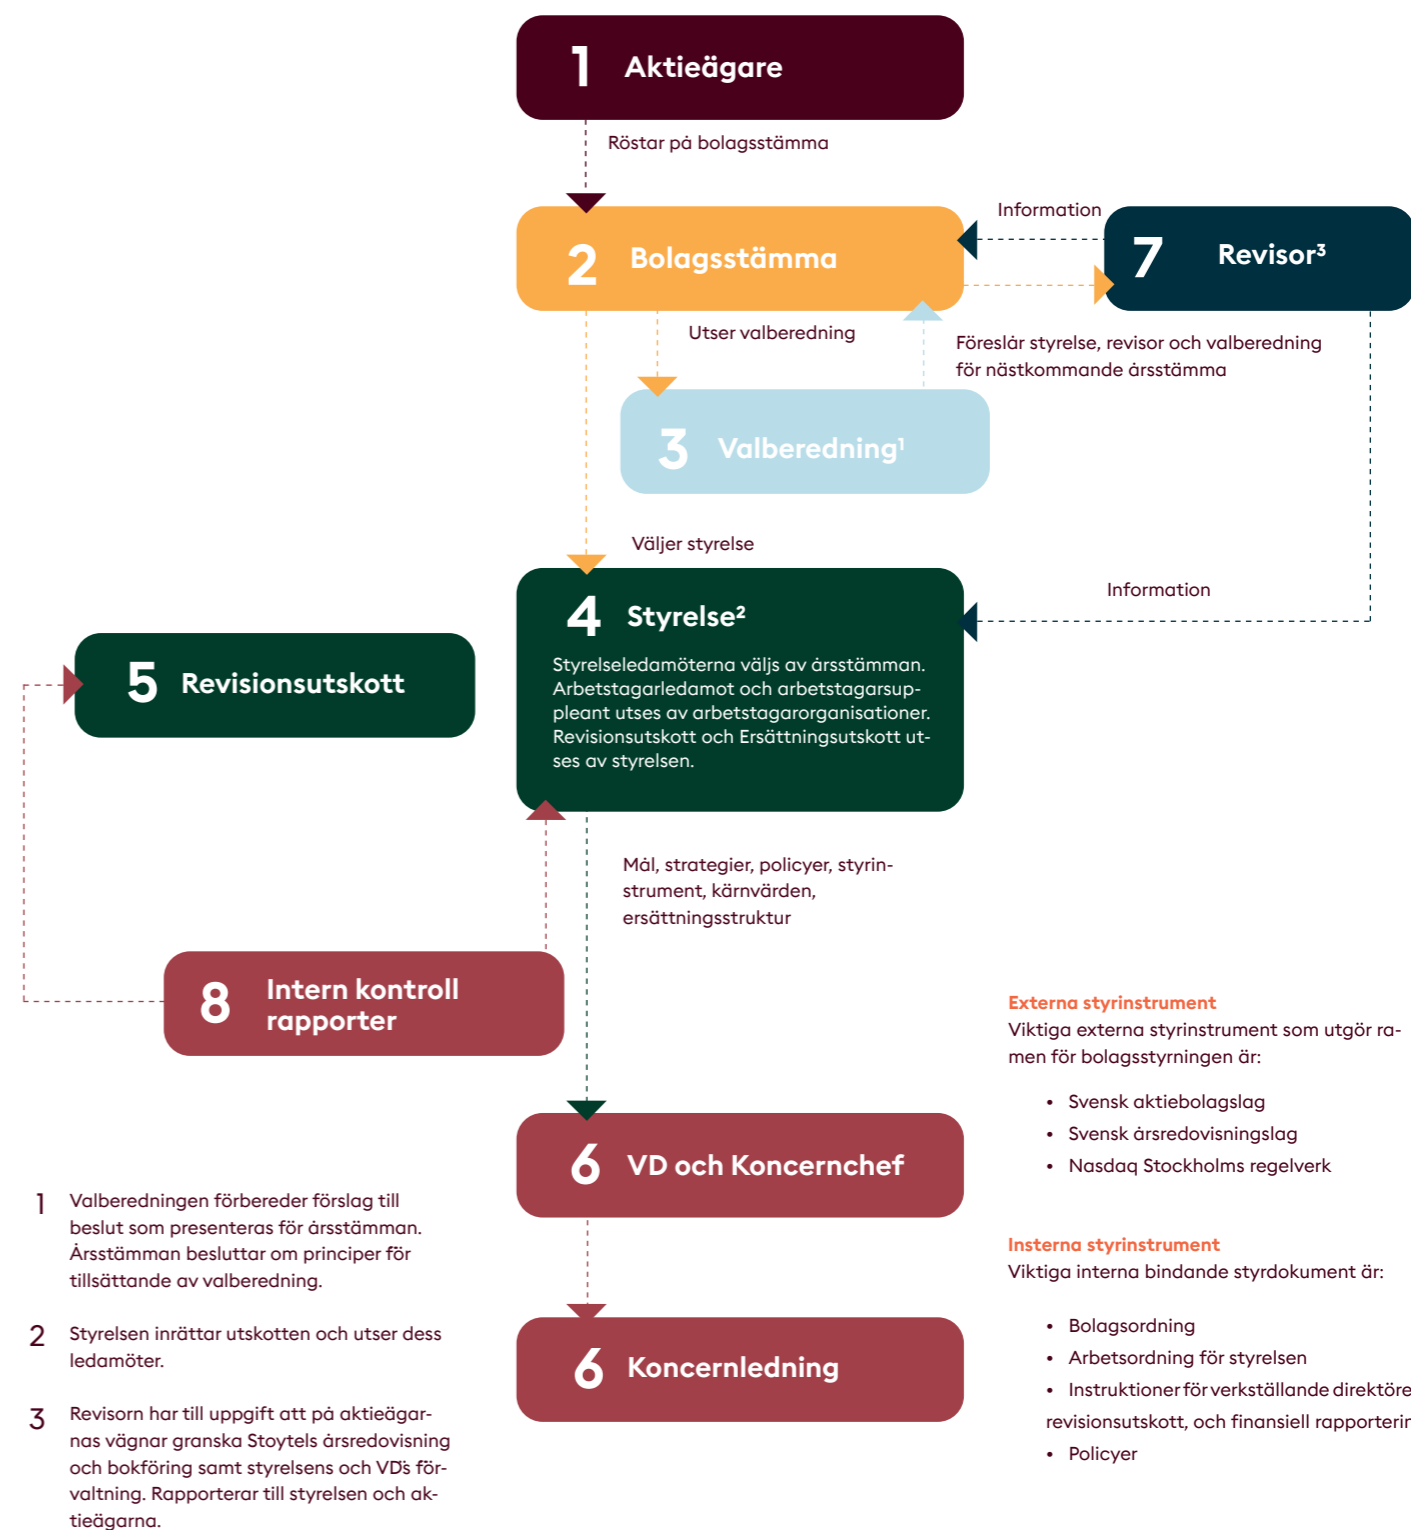 1 Aktieägare
Röstar på bolagsstämma
2 Bolagsstämma
Information
7 Revisor³
Utser valberedning
Föreslår styrelse, revisor och valberedning
för nästkommande årsstämma
3 Valberedning¹
Väljer styrelse
Information
4 Styrelse²
Styrelseledamöterna väljs av årsstämman.
Arbetstagarledamot och arbetstagarsup-
pleant utses av arbetstagarorganisationer.
Revisionsutskott och Ersättningsutskott ut-
ses av styrelsen.
5 Revisionsutskott
Mål, strategier, policyer, styrin-
strument, kärnvärden,
ersättningsstruktur
8 Intern kontroll
rapporter
6 VD och Koncernchef
6 Koncernledning
1 Valberedningen förbereder förslag till
beslut som presenteras för årsstämman.
Årsstämman besluttar om principer för
tillsättande av valberedning.
2 Styrelsen inrättar utskotten och utser dess
ledamöter.
3 Revisorn har till uppgift att på aktieägar-
nas vägnar granska Stoytels årsredovisning
och bokföring samt styrelsens och VD's för-
valtning. Rapporterar till styrelsen och ak-
tieägarna.
Externa styrinstrument
Viktiga externa styrinstrument som utgör ra-
men för bolagsstyrningen är:
• Svensk aktiebolagslag
• Svensk årsredovisningslag
• Nasdaq Stockholms regelverk
Insterna styrinstrument
Viktiga interna bindande styrdokument är:
• Bolagsordning
• Arbetsordning för styrelsen
• Instruktioner för verkställande direktöre
revisionsutskott, och finansiell rapporterin
• Policyer